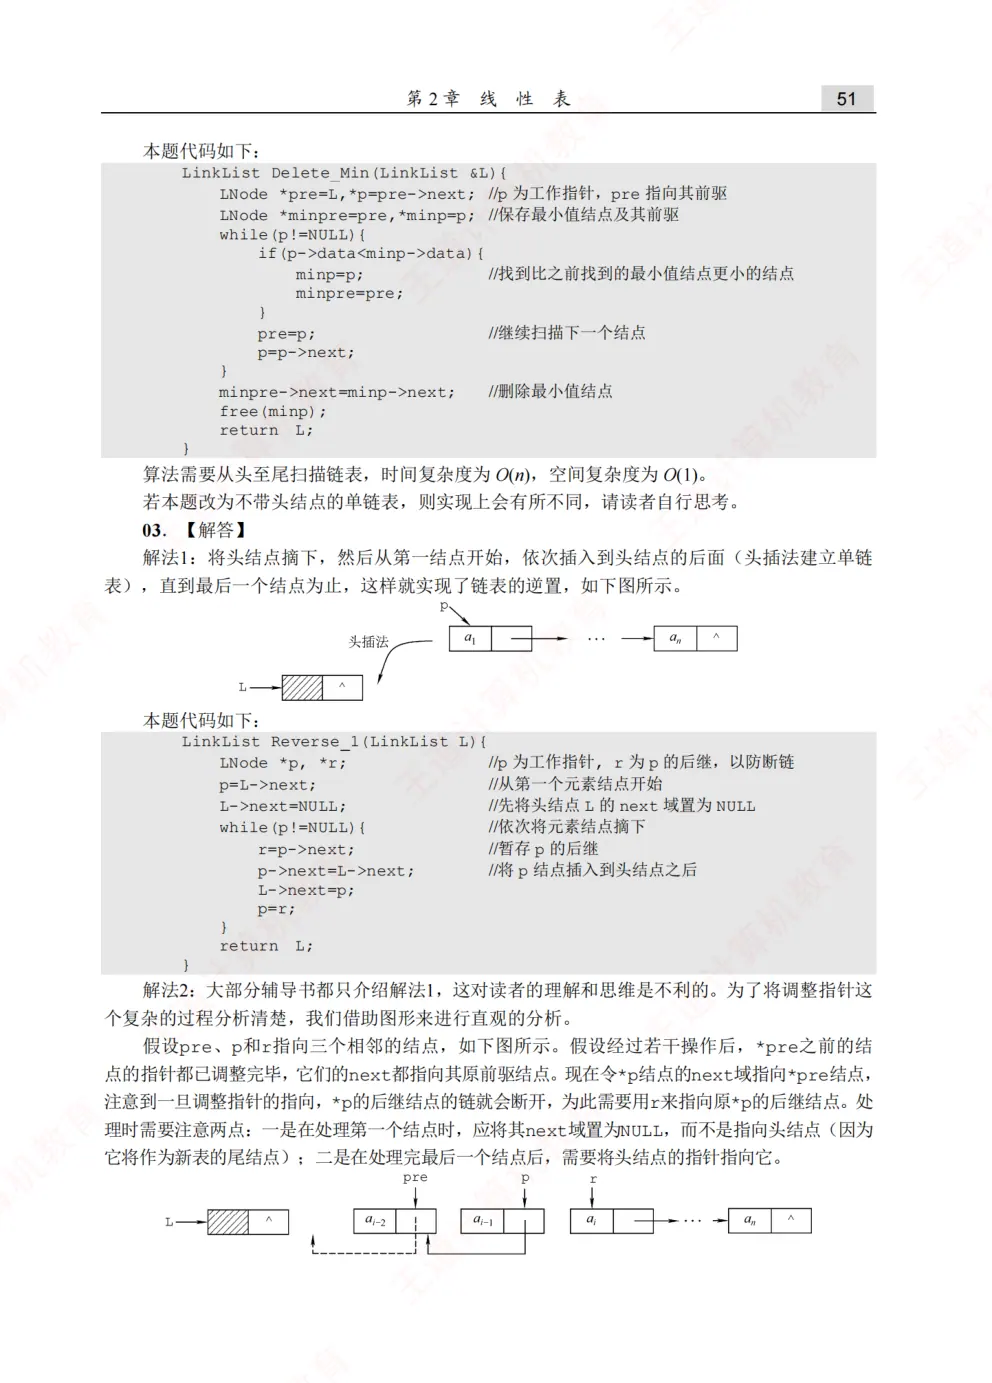 第 2 章　线　性　表　51
本题代码如下：
LinkList Delete_Min(LinkList &L){
LNode *pre=L,*p=pre->next; //p 为工作指针，pre 指向其前驱
LNode *minpre=pre,*minp=p; //保存最小值结点及其前驱
while(p!=NULL){
if(p->data<minp->data){
minp=p; //找到比之前找到的最小值结点更小的结点
minpre=pre;
}
pre=p; //继续扫描下一个结点
p=p->next;
}
minpre->next=minp->next; //删除最小值结点
free(minp);
return L;
}
算法需要从头至尾扫描链表，时间复杂度为 O(n)，空间复杂度为 O(1)。
若本题改为不带头结点的单链表，则实现上会有所不同，请读者自行思考。
03．【解答】
解法1：将头结点摘下，然后从第一结点开始，依次插入到头结点的后面（头插法建立单链
表），直到最后一个结点为止，这样就实现了链表的逆置，如下图所示。
p
头插法 a1 … an ^
L ^
本题代码如下：
LinkList Reverse_1(LinkList L){
LNode *p, *r; //p 为工作指针, r 为 p 的后继，以防断链
p=L->next; //从第一个元素结点开始
L->next=NULL; //先将头结点 L 的 next 域置为 NULL
while(p!=NULL){ //依次将元素结点摘下
r=p->next; //暂存 p 的后继
p->next=L->next; //将 p 结点插入到头结点之后
L->next=p;
p=r;
}
return L;
}
解法2：大部分辅导书都只介绍解法1，这对读者的理解和思维是不利的。为了将调整指针这
个复杂的过程分析清楚，我们借助图形来进行直观的分析。
假设pre、p和r指向三个相邻的结点，如下图所示。假设经过若干操作后，*pre之前的结
点的指针都已调整完毕，它们的next都指向其原前驱结点。现在令*p结点的next域指向*pre结点，
注意到一旦调整指针的指向，*p的后继结点的链就会断开，为此需要用r来指向原*p的后继结点。处
理时需要注意两点：一是在处理第一个结点时，应将其next域置为NULL，而不是指向头结点（因为
它将作为新表的尾结点）；二是在处理完最后一个结点后，需要将头结点的指针指向它。
pre p r
L ^ ai-2 ai-1 ai … an ^